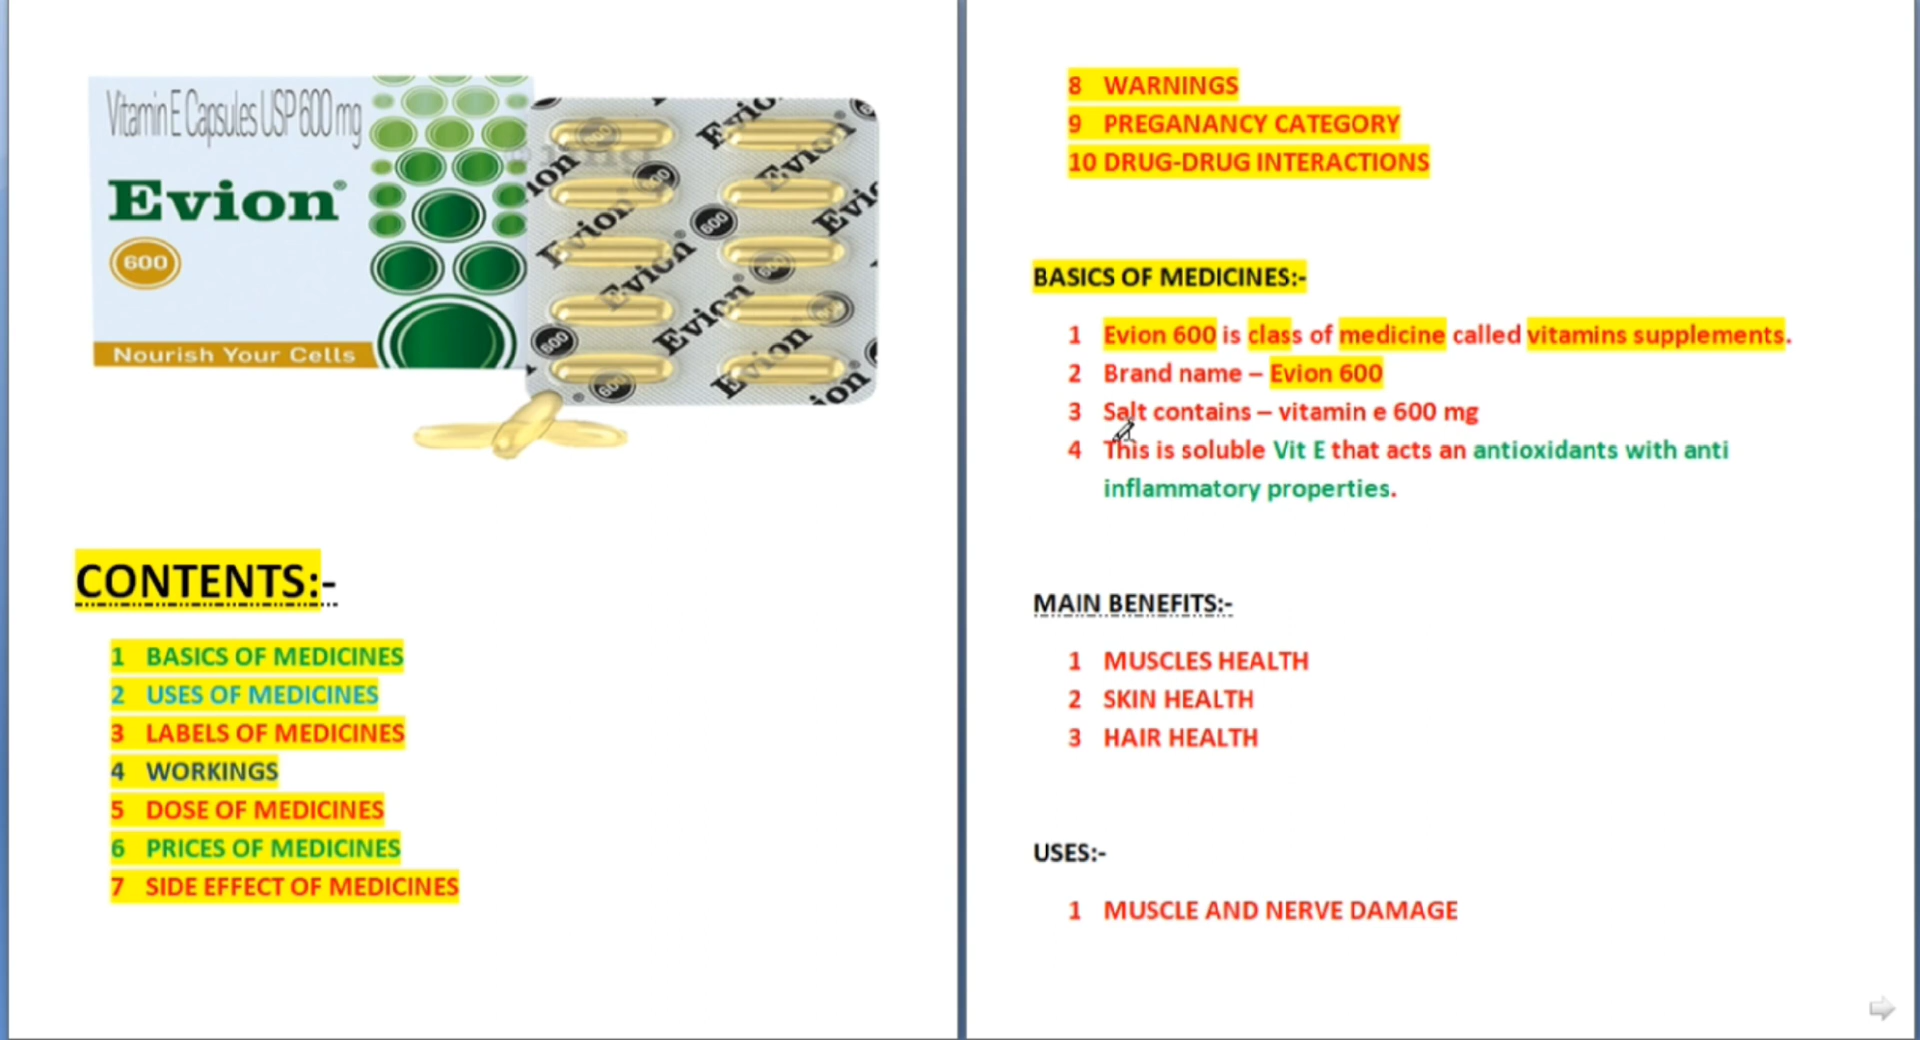 Vitamin E Capsules USP 600 mg
Evion®
600
Nourish Your Cells
Evion®
600
CONTENTS:-
1 BASICS OF MEDICINES
2 USES OF MEDICINES
3 LABELS OF MEDICINES
4 WORKINGS
5 DOSE OF MEDICINES
6 PRICES OF MEDICINES
7 SIDE EFFECT OF MEDICINES
8 WARNINGS
9 PREGANANCY CATEGORY
10 DRUG-DRUG INTERACTIONS
BASICS OF MEDICINES:-
1 Evion 600 is class of medicine called vitamins supplements.
2 Brand name – Evion 600
3 Salt contains – vitamin e 600 mg
4 This is soluble Vit E that acts an antioxidants with anti
inflammatory properties.
MAIN BENEFITS:-
1 MUSCLES HEALTH
2 SKIN HEALTH
3 HAIR HEALTH
USES:-
1 MUSCLE AND NERVE DAMAGE